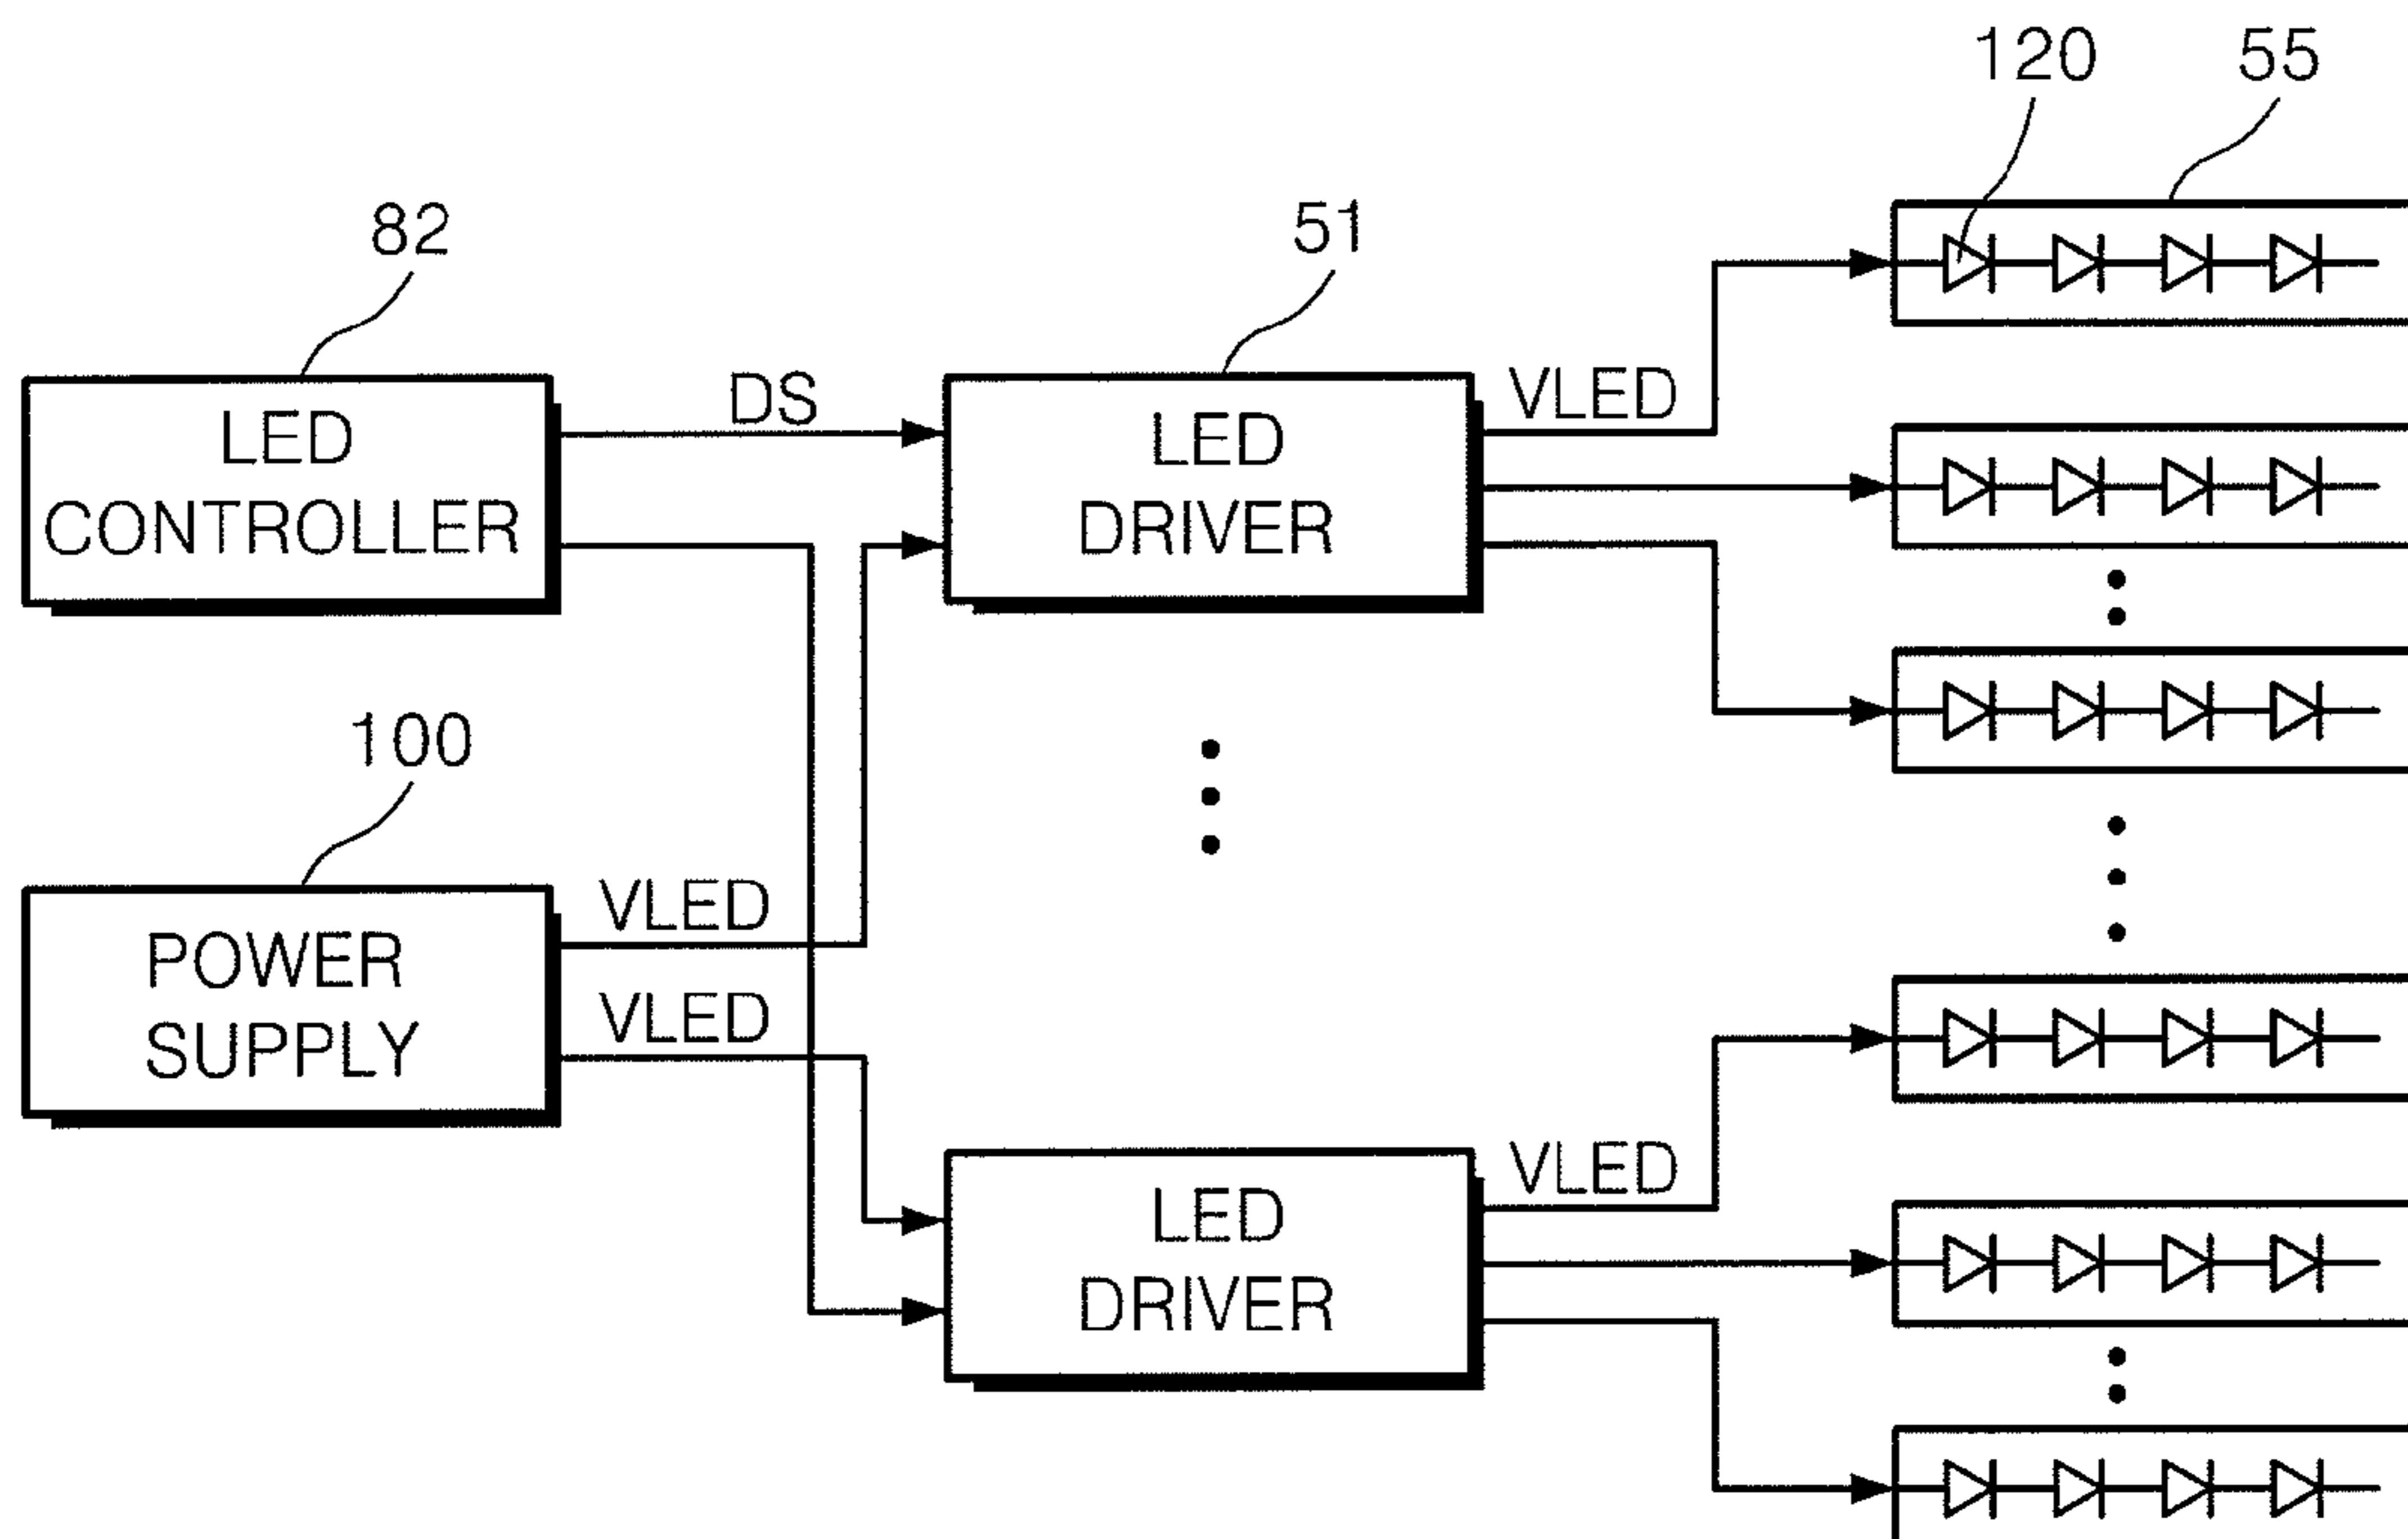 120
55
82
51
LED
CONTROLLER
DS
LED
DRIVER
VLED
100
POWER
SUPPLY
VLED
VLED
LED
DRIVER
VLED